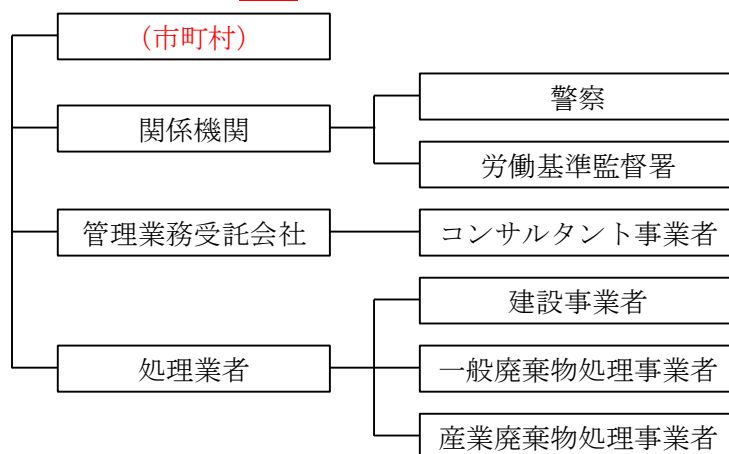 (市町村)
関係機関
警察
労働基準監督署
管理業務受託会社
コンサルタント事業者
処理業者
建設事業者
一般廃棄物処理事業者
産業廃棄物処理事業者